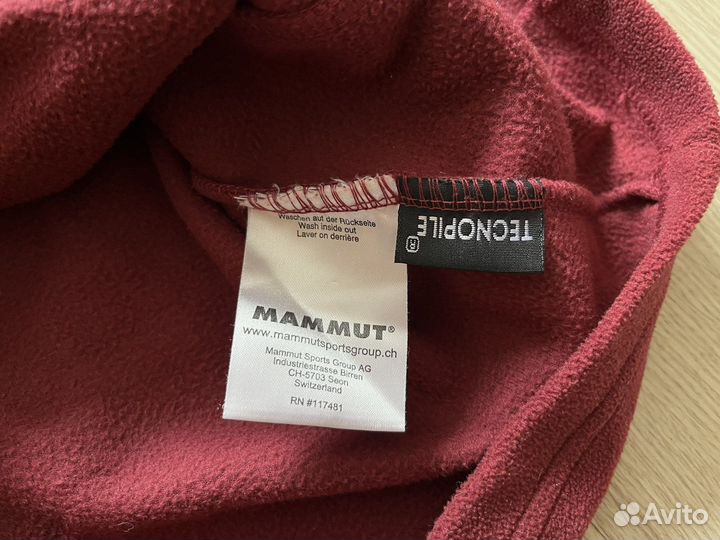 Waschen auf der Rückseite
Wash inside out
Laver on derrière
MAMMUT®
www.mammutsportsgroup.ch
Mammut Sports Group AG
Industriestrasse Birren
CH-5703 Seon
Switzerland
RN #117481
TECNOPILE
Avito